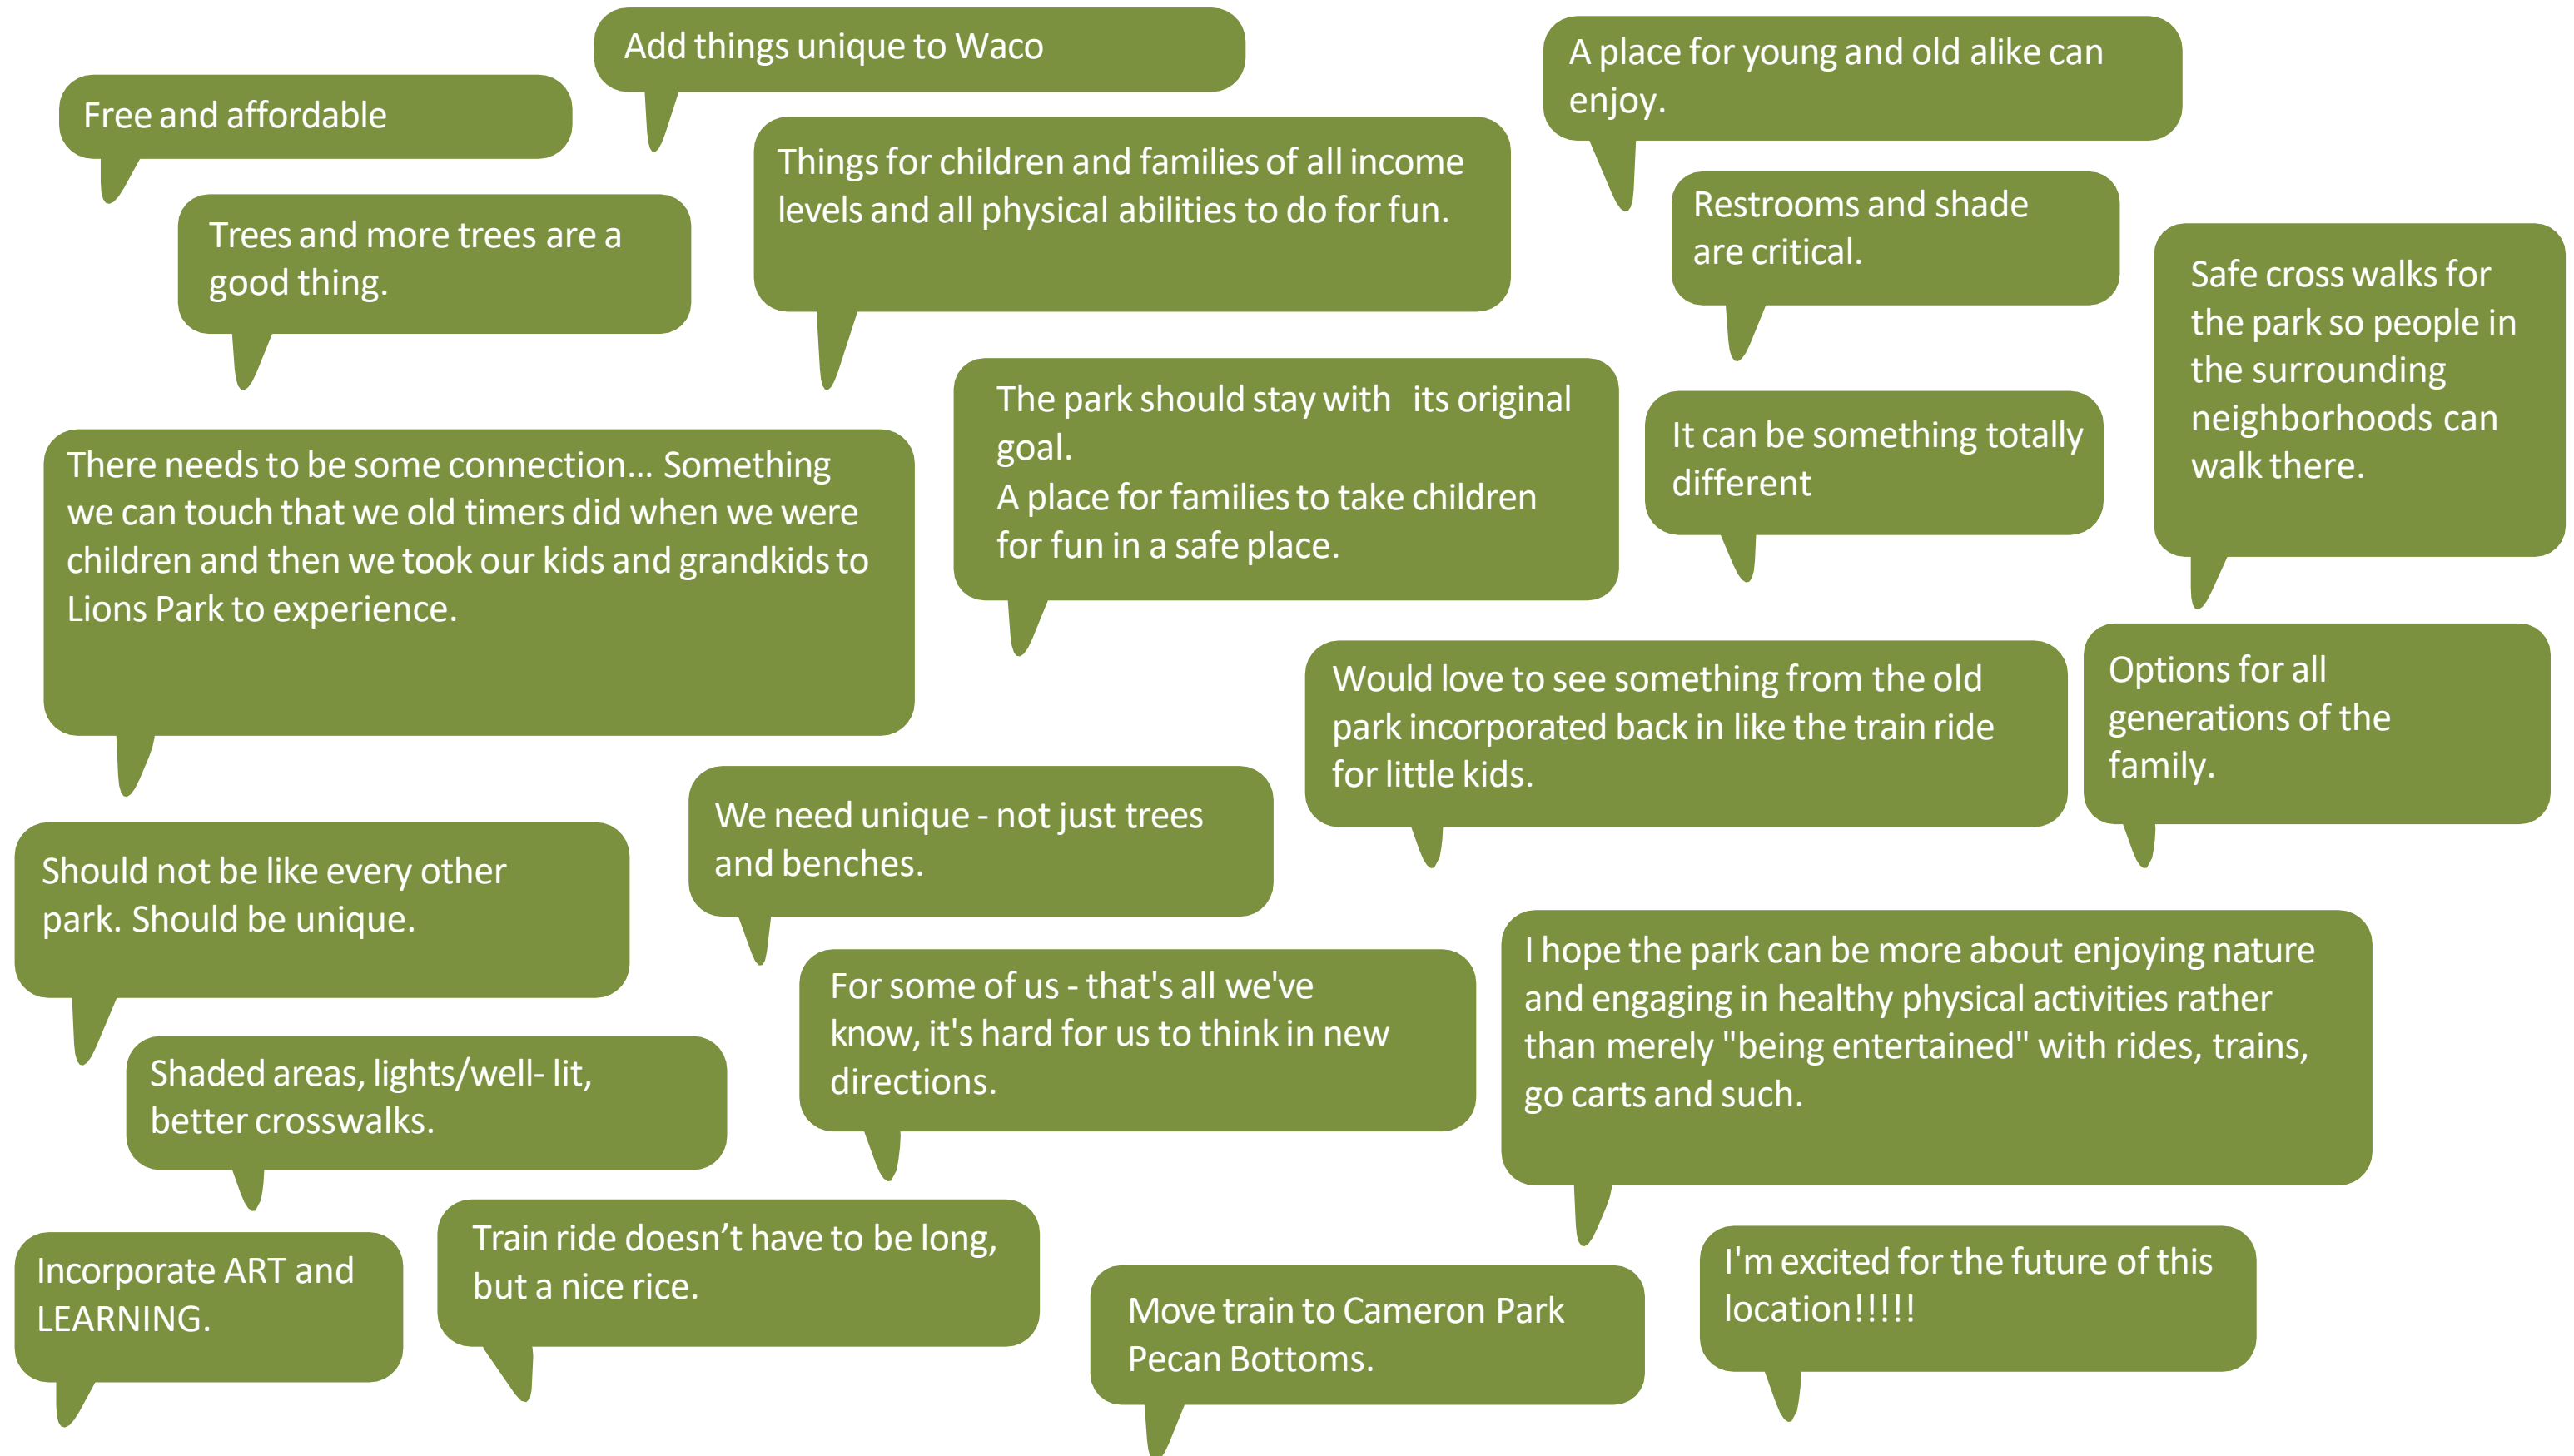 Add things unique to Waco
A place for young and old alike can
enjoy.
Free and affordable
Things for children and families of all income
levels and all physical abilities to do for fun.
Restrooms and shade
are critical.
Trees and more trees are a
good thing.
Safe cross walks for
the park so people in
the surrounding
neighborhoods can
walk there.
The park should stay with its original
goal.
A place for families to take children
for fun in a safe place.
It can be something totally
different
There needs to be some connection... Something
we can touch that we old timers did when we were
children and then we took our kids and grandkids to
Lions Park to experience.
Would love to see something from the old
park incorporated back in like the train ride
for little kids.
Options for all
generations of the
family.
We need unique - not just trees
and benches.
Should not be like every other
park. Should be unique.
For some of us - that's all we've
know, it's hard for us to think in new
directions.
I hope the park can be more about enjoying nature
and engaging in healthy physical activities rather
than merely "being entertained" with rides, trains,
go carts and such.
Shaded areas, lights/well- lit,
better crosswalks.
Train ride doesn’t have to be long,
but a nice rice.
Incorporate ART and
LEARNING.
Move train to Cameron Park
Pecan Bottoms.
I'm excited for the future of this
location!!!!!